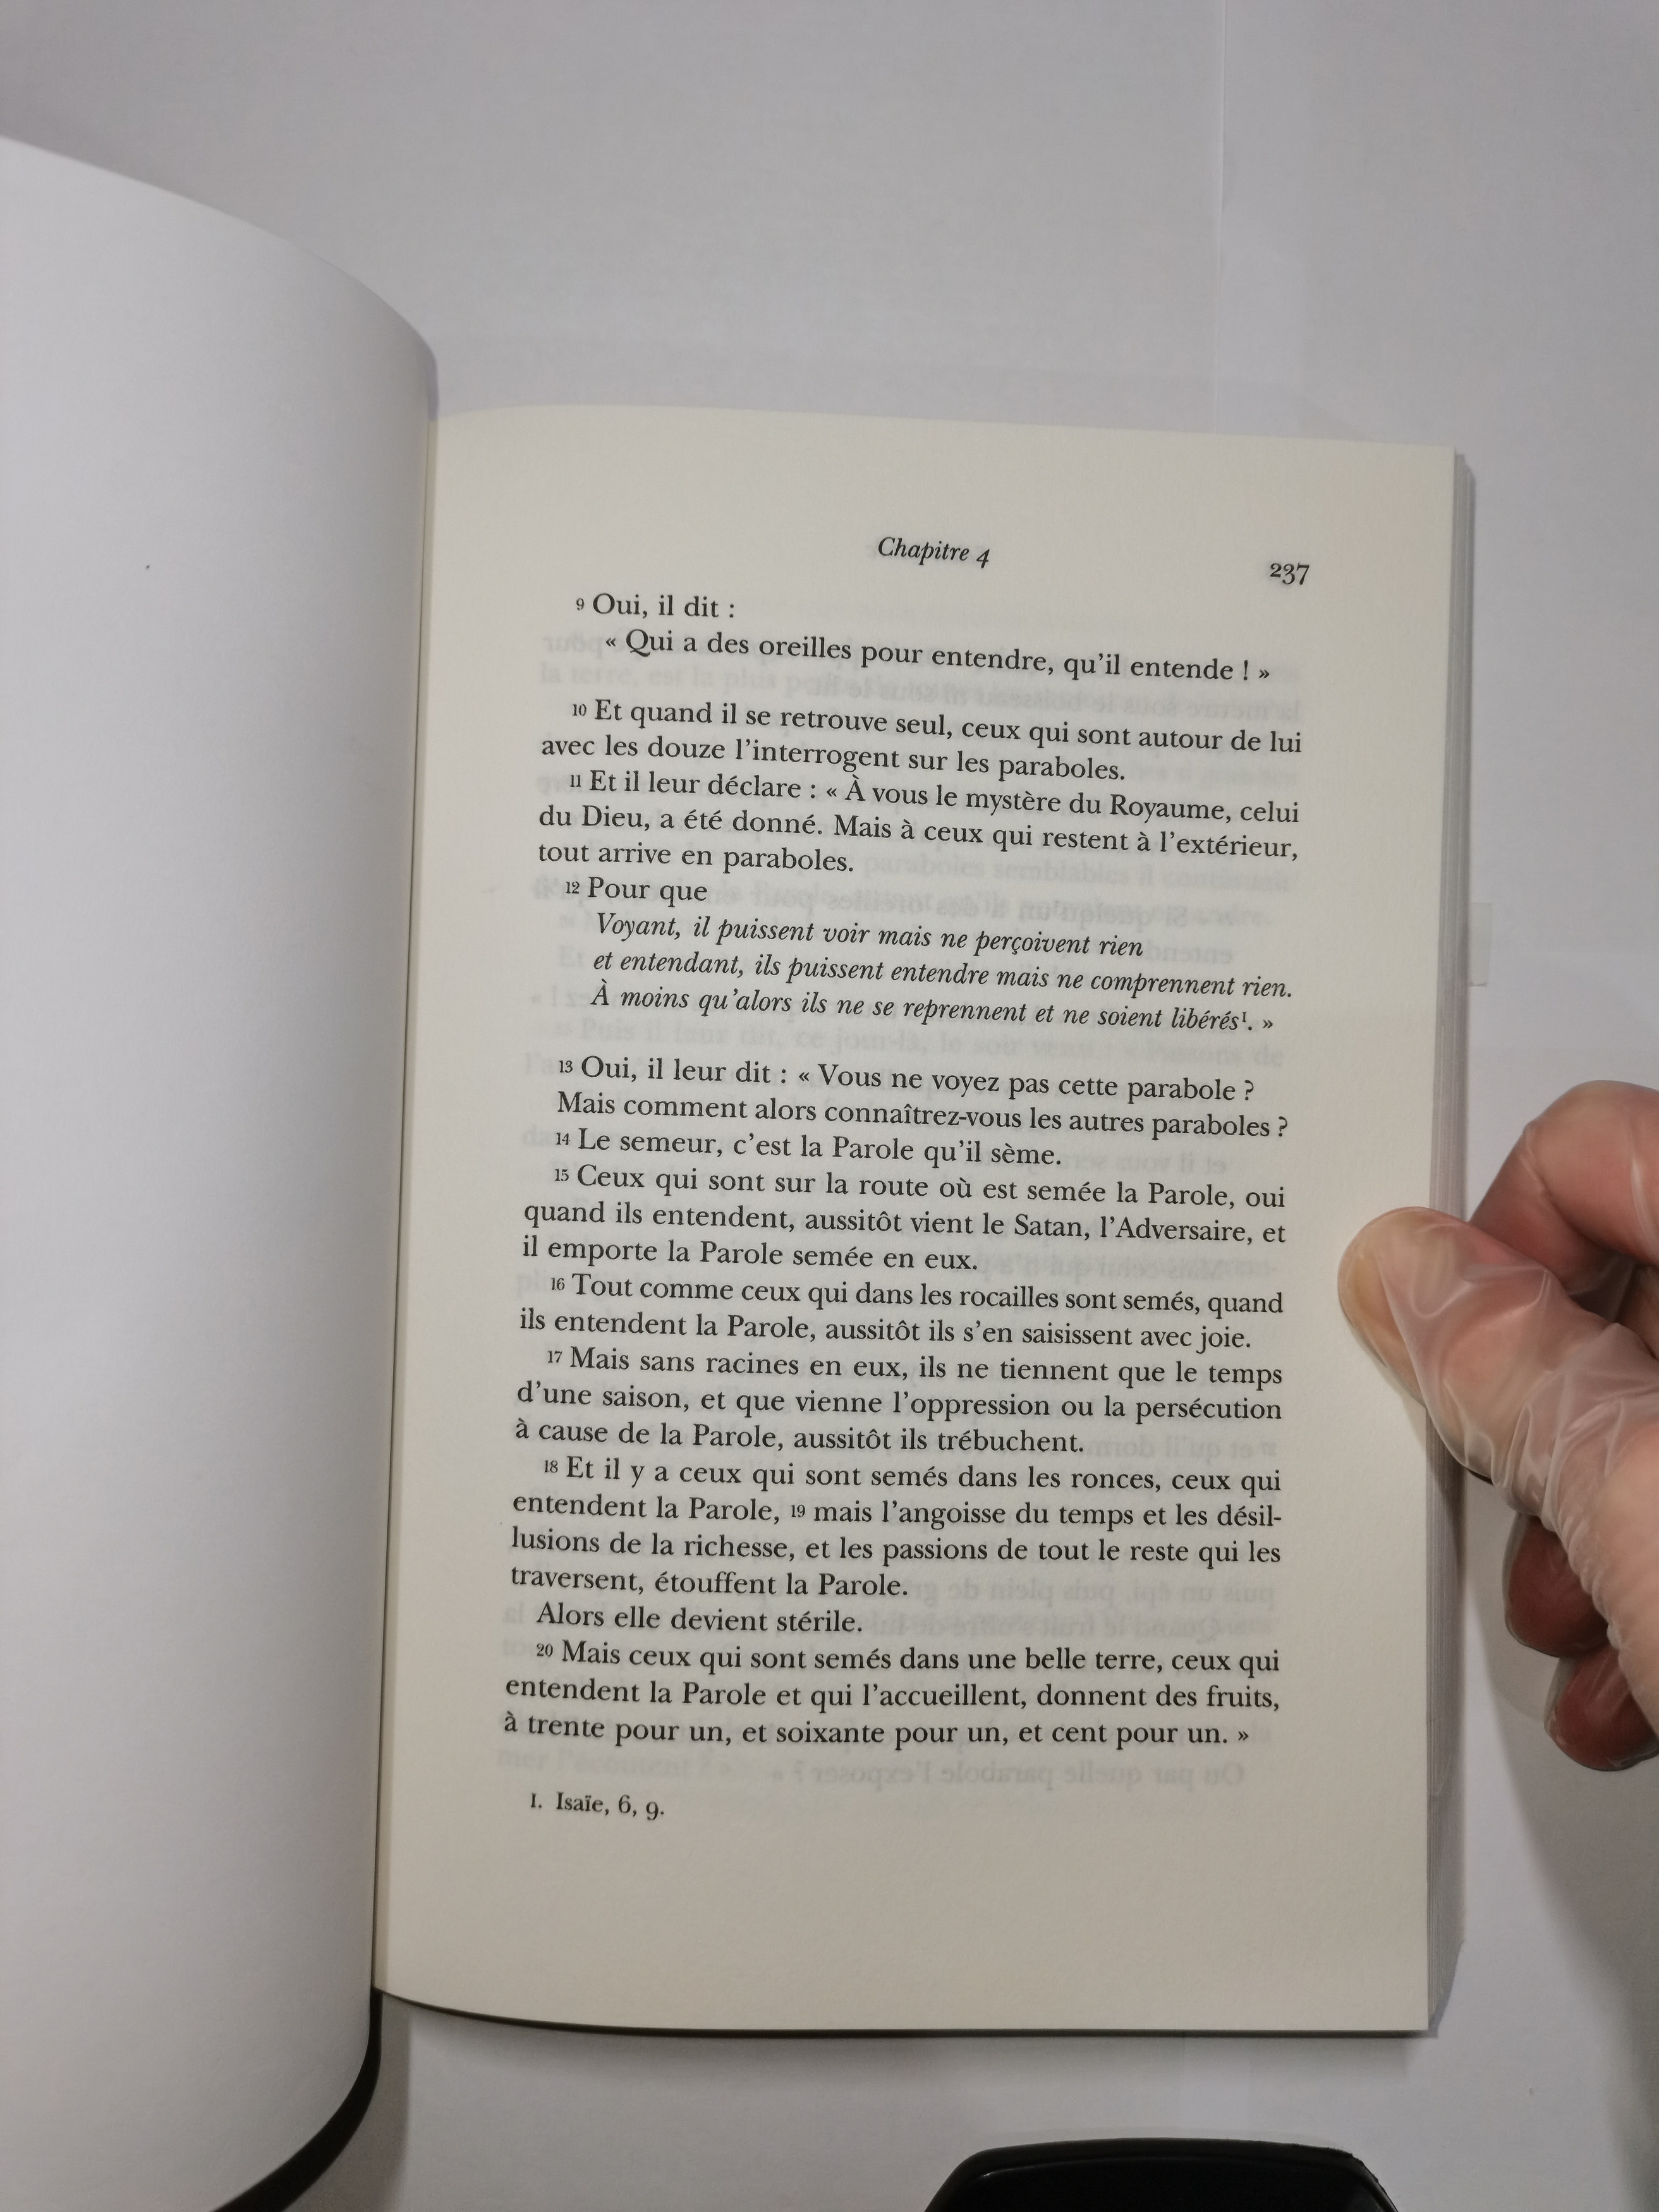 Chapitre 4
237
9 Oui, il dit :
« Qui a des oreilles pour entendre, qu’il entende ! »
10 Et quand il se retrouve seul, ceux qui sont autour de lui
avec les douze l’interrogent sur les paraboles.
11 Et il leur déclare : « À vous le mystère du Royaume, celui
du Dieu, a été donné. Mais à ceux qui restent à l’extérieur,
tout arrive en paraboles.
12 Pour que
Voyant, il puissent voir mais ne perçoivent rien
et entendant, ils puissent entendre mais ne comprennent rien.
À moins qu’alors ils ne se reprennent et ne soient libérés1. »
13 Oui, il leur dit : « Vous ne voyez pas cette parabole ?
Mais comment alors connaîtrez-vous les autres paraboles ?
14 Le semeur, c’est la Parole qu’il sème.
15 Ceux qui sont sur la route où est semée la Parole, oui
quand ils entendent, aussitôt vient le Satan, l’Adversaire, et
il emporte la Parole semée en eux.
16 Tout comme ceux qui dans les rocailles sont semés, quand
ils entendent la Parole, aussitôt ils s’en saisissent avec joie.
17 Mais sans racines en eux, ils ne tiennent que le temps
d’une saison, et que vienne l’oppression ou la persécution
à cause de la Parole, aussitôt ils trébuchent.
18 Et il y a ceux qui sont semés dans les ronces, ceux qui
entendent la Parole, 19 mais l’angoisse du temps et les désil-
lusions de la richesse, et les passions de tout le reste qui les
traversent, étouffent la Parole.
Alors elle devient stérile.
20 Mais ceux qui sont semés dans une belle terre, ceux qui
entendent la Parole et qui l’accueillent, donnent des fruits,
à trente pour un, et soixante pour un, et cent pour un. »
1. Isaïe, 6, 9.